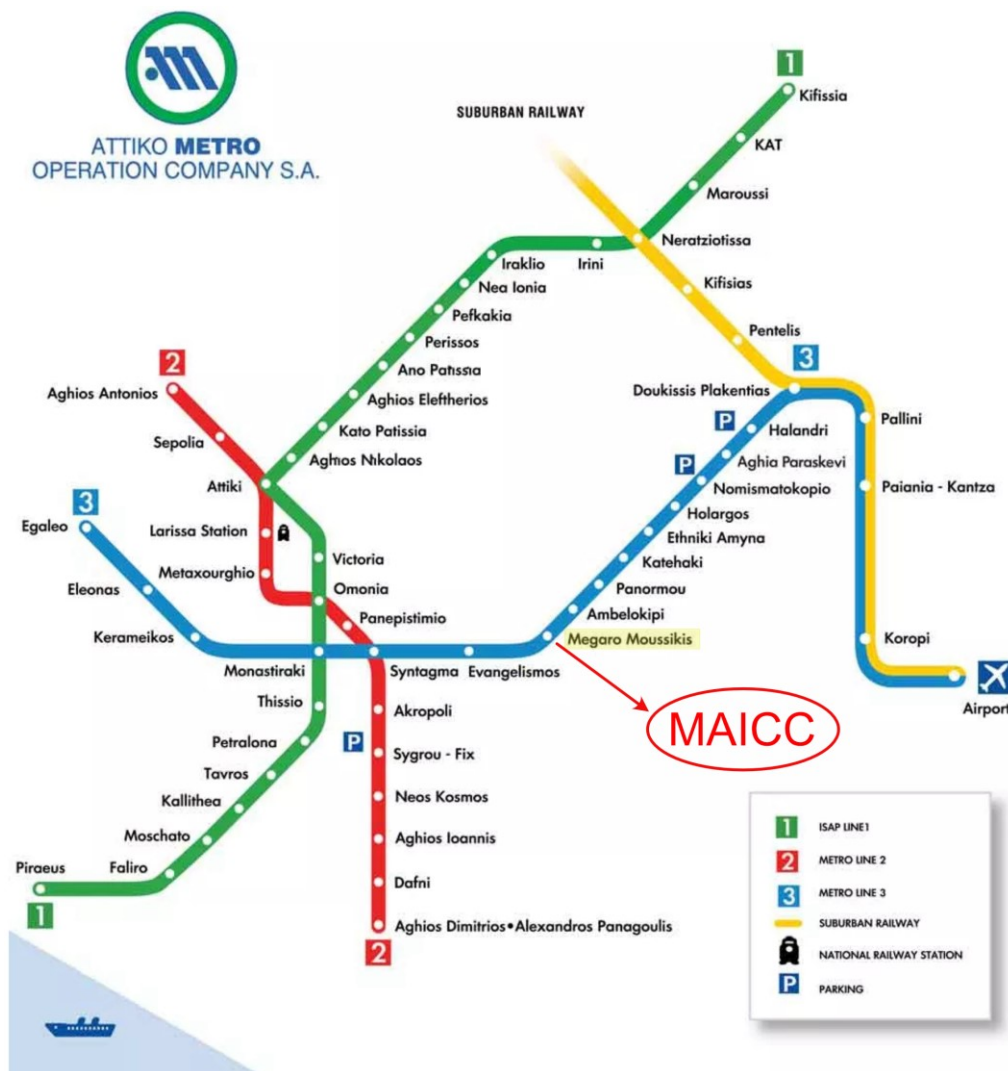 ATTIKO METRO
OPERATION COMPANY S.A.
SUBURBAN RAILWAY
1
Kifissia
KAT
Maroussi
Neratziotissa
Irini
Iraklio
Nea Ionia
Kifisias
Pefkakia
Pentelis
Perissos
2
3
Ano Patissia
Aghios Antonios
Doukissis Plakentias
Aghios Eleftherios
P
Halandri
Pallini
Kato Patissia
Sepolia
Aghios Nikolaos
P
Aghia Paraskevi
Attiki
Nomismatokopio
Paiania - Kantza
3
Holargos
Egaleo
Larissa Station
Ethniki Amyna
Victoria
Katehaki
Metaxourghio
Eleonas
Omonia
Panormou
Panepistimio
Ambelokipi
Kerameikos
Megaro Moussikis
Koropi
Monastiraki
Syntagma
Evangelismos
Thissio
Akropoli
Airport
MAICC
Petralona
P
Sygrou - Fix
Tavros
Neos Kosmos
Kallithea
Moschato
Aghios Ioannis
Piraeus
Faliro
Dafni
1
Aghios Dimitrios•Alexandros Panagoulis
2
1 ISAP LINE1
2 METRO LINE 2
3 METRO LINE 3
SUBURBAN RAILWAY
NATIONAL RAILWAY STATION
P PARKING